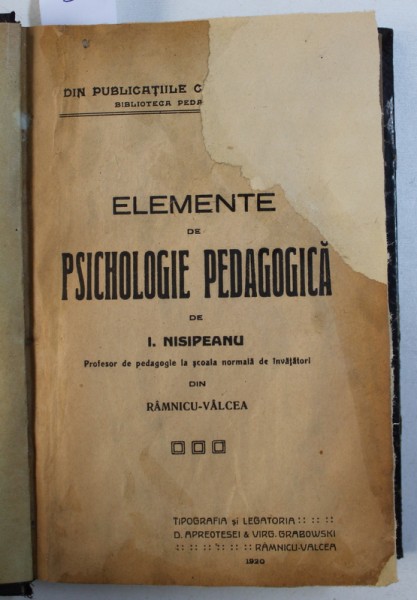 DIN PUBLICAȚIILE C
BIBLIOTECA PEDA
ELEMENTE
DE
PSICHOLOGIE PEDAGOGICĂ
DE
I. NISIPEANU
Profesor de pedagogie la școala normală de învățători
DIN
RÂMNICU-VÂLCEA
TIPOGRAFIA și LEGATORIA :: :: ::
D. APREOTESEI & VIRG. GRABOWSKI
:: :: :: :: :: :: RÂMNICU-VALCEA
1920